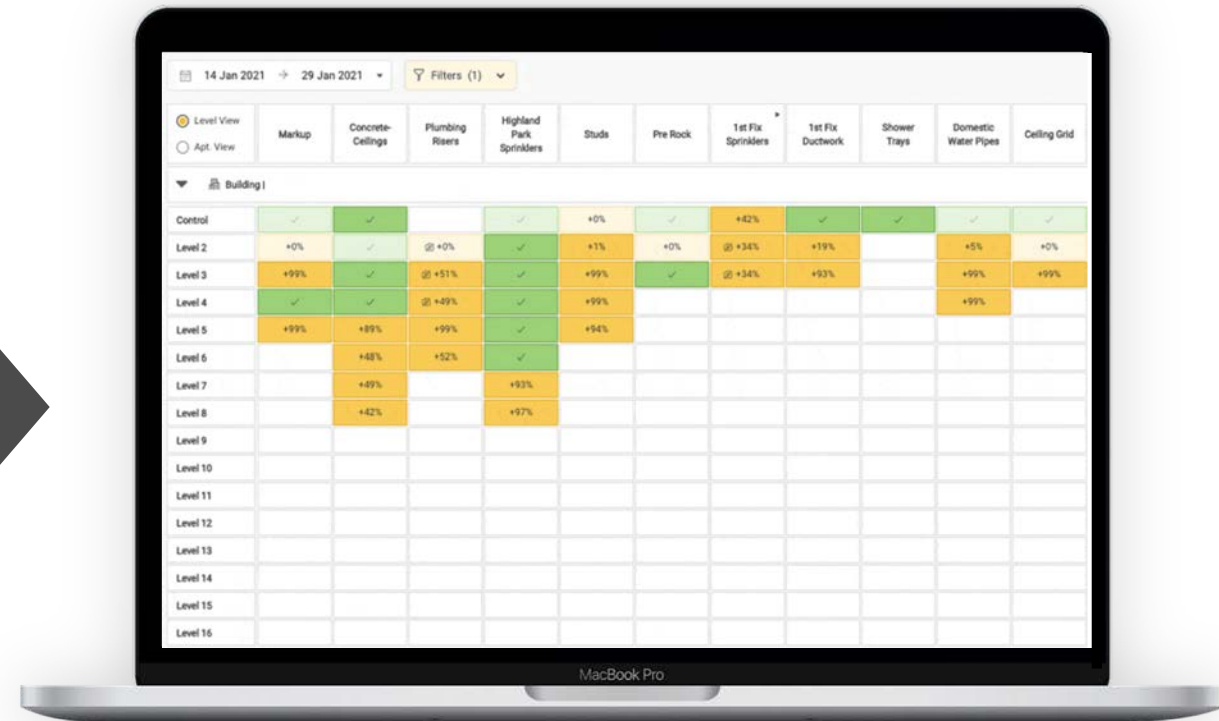 14 Jan 2021 → 29 Jan 2021 Filters (1)
Level View
Apt. View
Markup
Concrete-
Ceilings
Plumbing
Risers
Highland
Park
Sprinklers
Studs
Pre Rock
1st Fix
Sprinklers
1st Fix
Ductwork
Shower
Trays
Domestic
Water Pipes
Ceiling Grid
Building I
Control ✓ ✓ ✓ +0% ✓ +42% ✓ ✓ ✓ ✓
Level 2 +0% ✓ +0% ✓ +1% +0% +34% +19% +5% +0%
Level 3 +99% ✓ +51% ✓ +99% ✓ +34% +93% +99% +99%
Level 4 ✓ ✓ +49% ✓ +99% +99%
Level 5 +99% +89% +99% ✓ +94%
Level 6 +48% +52% ✓
Level 7 +49% +93%
Level 8 +42% +97%
Level 9
Level 10
Level 11
Level 12
Level 13
Level 14
Level 15
Level 16
MacBook Pro